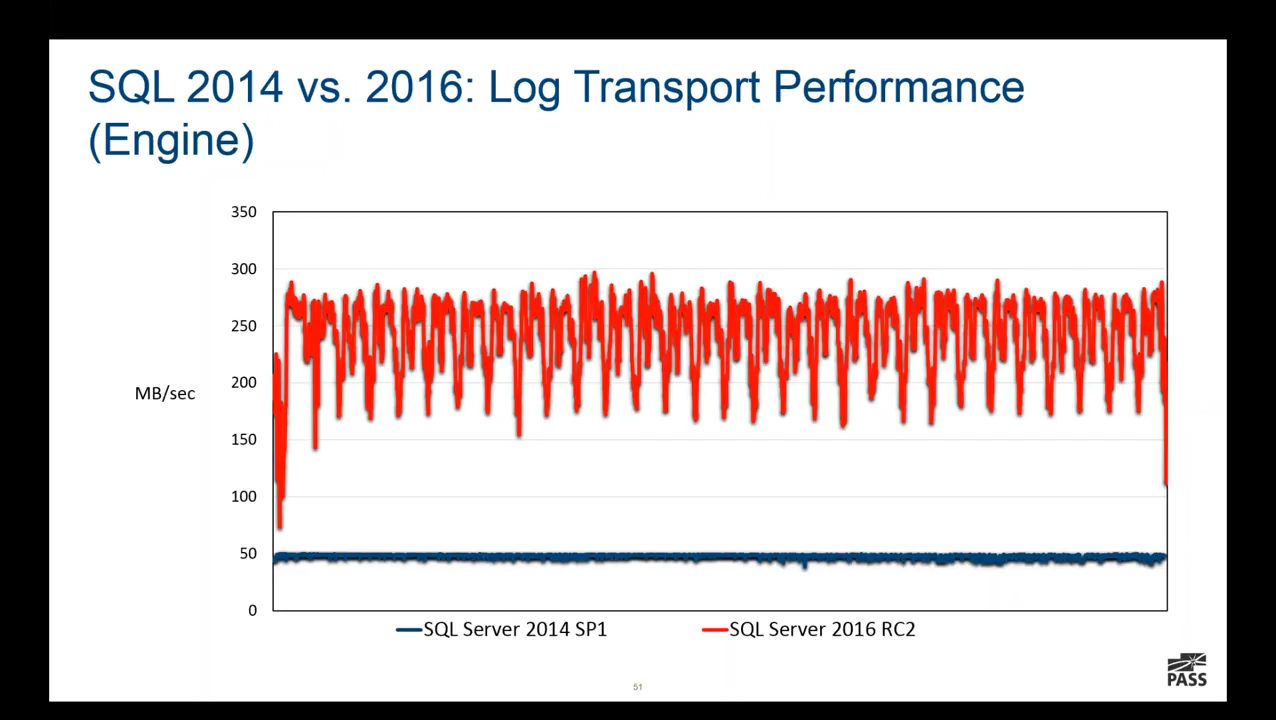 SQL 2014 vs. 2016: Log Transport Performance
(Engine)
350
300
250
200
MB/sec
150
100
50
0
SQL Server 2014 SP1
SQL Server 2016 RC2
PASS
51